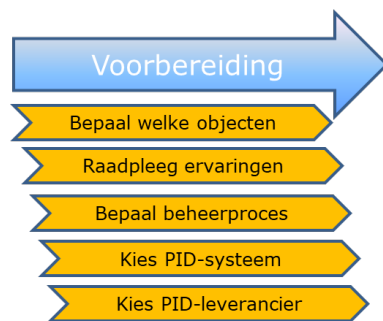 Voorbereiding
Bepaal welke objecten
Raadpleeg ervaringen
Bepaal beheerproces
Kies PID-systeem
Kies PID-leverancier